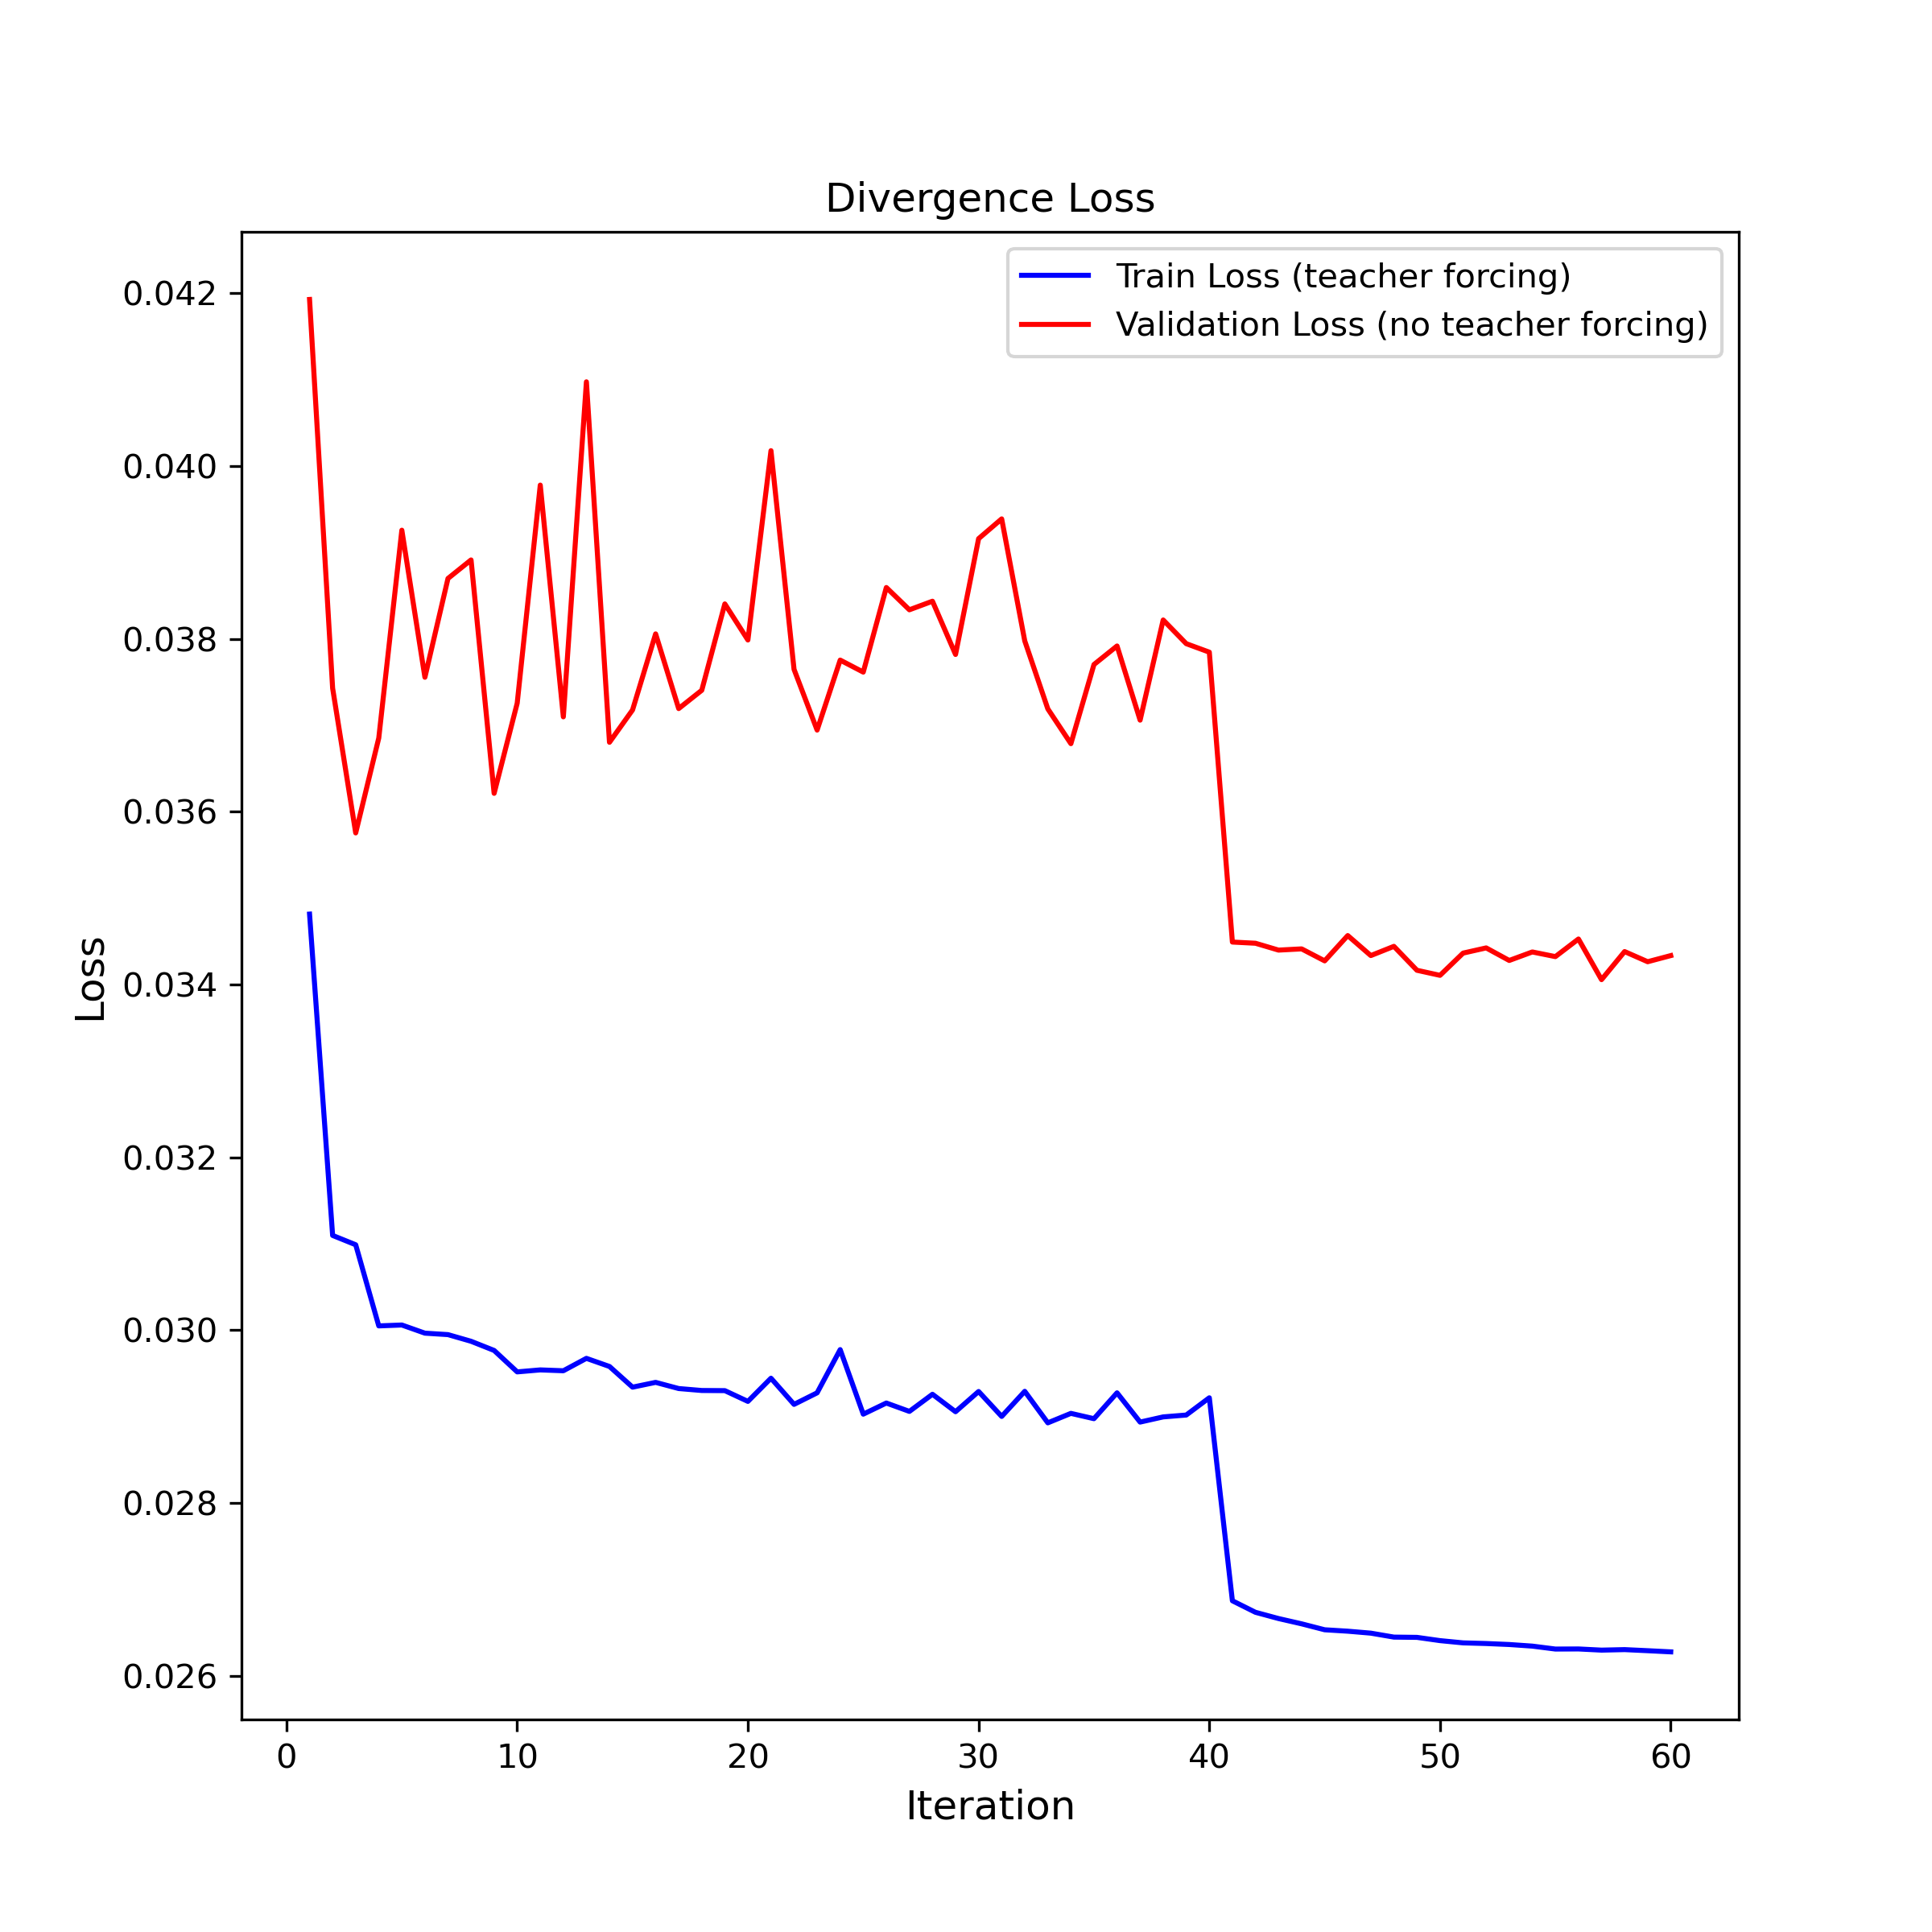 Divergence Loss
Train Loss (teacher forcing)
Validation Loss (no teacher forcing)
Loss
0.042
0.040
0.038
0.036
0.034
0.032
0.030
0.028
0.026
0 10 20 30 40 50 60
Iteration